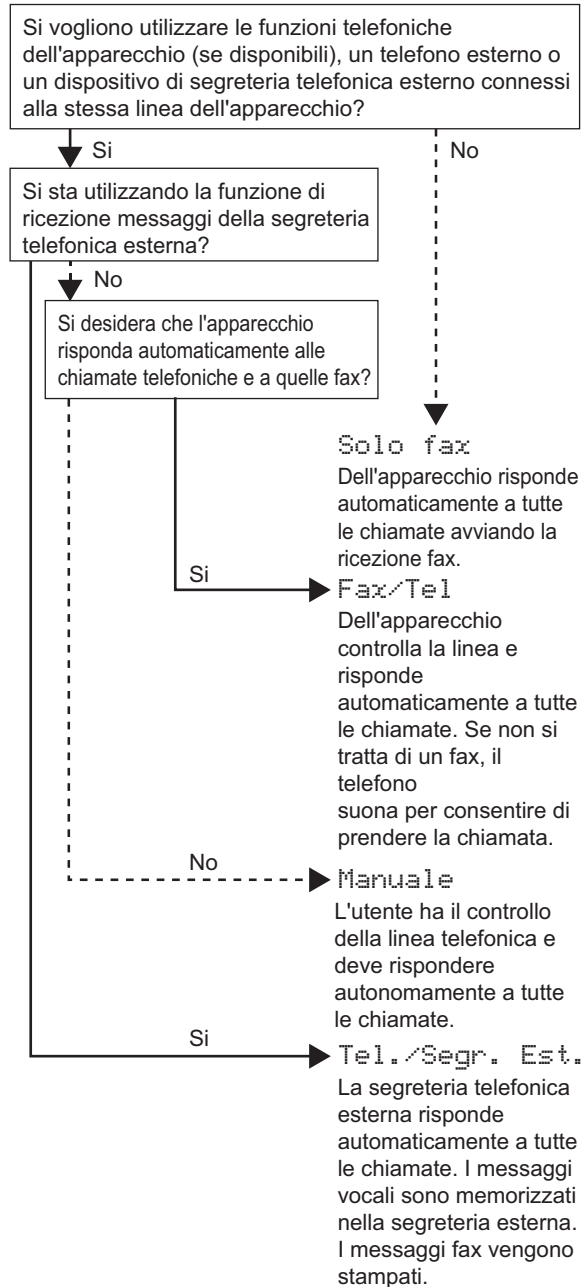 Si vogliono utilizzare le funzioni telefoniche
dell'apparecchio (se disponibili), un telefono esterno o
un dispositivo di segreteria telefonica esterno connessi
alla stessa linea dell'apparecchio?
Si
No
Si sta utilizzando la funzione di
ricezione messaggi della segreteria
telefonica esterna?
No
Si desidera che l'apparecchio
risponda automaticamente alle
chiamate telefoniche e a quelle fax?
Solo fax
Dell'apparecchio risponde
automaticamente a tutte
le chiamate avviando la
ricezione fax.
Si
Fax/Tel
Dell'apparecchio
controlla la linea e
risponde
automaticamente a tutte
le chiamate. Se non si
tratta di un fax, il
telefono
suona per consentire di
prendere la chiamata.
No
Manuale
L'utente ha il controllo
della linea telefonica e
deve rispondere
autonomamente a tutte
le chiamate.
Si
Tel./Segr. Est.
La segreteria telefonica
esterna risponde
automaticamente a tutte
le chiamate. I messaggi
vocali sono memorizzati
nella segreteria esterna.
I messaggi fax vengono
stampati.